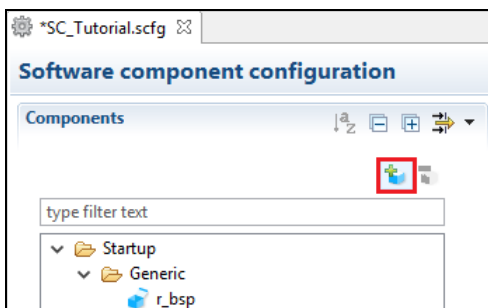 *SC_Tutorial.scfg
Software component configuration
Components
a
z
type filter text
Startup
Generic
r_bsp